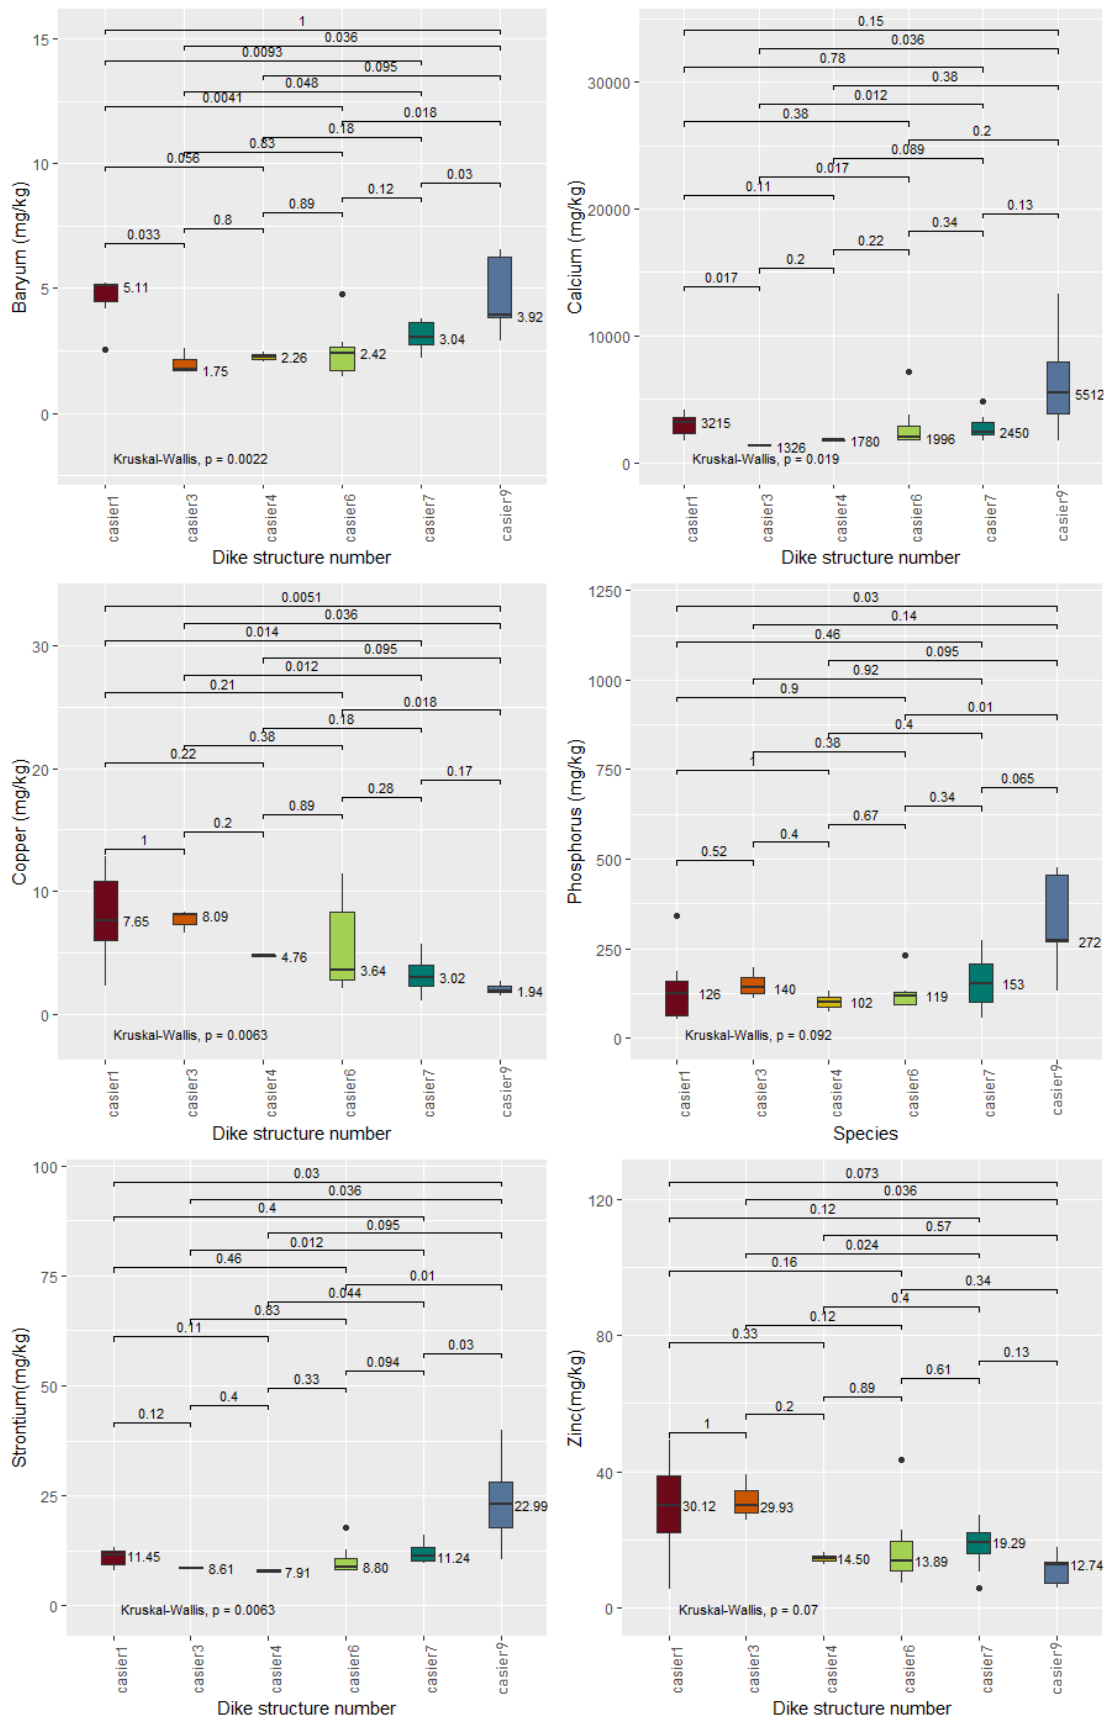 1
0.036
0.0093
0.095
0.048
0.0041
0.018
0.18
0.83
0.056
0.03
0.12
0.89
0.8
0.033
15
10
5
0
Baryum (mg/kg)
5.11
1.75
2.26
2.42
3.04
3.92
Kruskal-Wallis, p = 0.0022
casier1
casier3
casier4
casier6
casier7
casier9
Dike structure number
0.15
0.036
0.78
0.38
0.012
0.38
0.2
0.089
0.017
0.11
0.13
0.34
0.22
0.2
0.017
30000
20000
10000
0
Calcium (mg/kg)
3215
1326
1780
1996
2450
5512
Kruskal-Wallis, p = 0.019
casier1
casier3
casier4
casier6
casier7
casier9
Dike structure number
0.0051
0.036
0.014
0.095
0.012
0.21
0.018
0.18
0.38
0.22
0.17
0.28
0.89
0.2
1
30
20
10
0
Copper (mg/kg)
7.65
8.09
4.76
3.64
3.02
1.94
Kruskal-Wallis, p = 0.0063
casier1
casier3
casier4
casier6
casier7
casier9
Dike structure number
0.03
0.14
0.46
0.095
0.92
0.9
0.01
0.4
0.38
1
0.065
0.34
0.67
0.4
0.52
1250
1000
750
500
250
0
Phosphorus (mg/kg)
126
140
102
119
153
272
Kruskal-Wallis, p = 0.092
casier1
casier3
casier4
casier6
casier7
casier9
Species
0.03
0.036
0.4
0.095
0.012
0.46
0.01
0.044
0.83
0.11
0.03
0.094
0.33
0.4
0.12
100
75
50
25
0
Strontium(mg/kg)
11.45
8.61
7.91
8.80
11.24
22.99
Kruskal-Wallis, p = 0.0063
casier1
casier3
casier4
casier6
casier7
casier9
Dike structure number
0.073
0.036
0.12
0.57
0.024
0.16
0.34
0.4
0.12
0.33
0.13
0.61
0.89
0.2
1
120
80
40
0
Zinc(mg/kg)
30.12
29.93
14.50
13.89
19.29
12.74
Kruskal-Wallis, p = 0.07
casier1
casier3
casier4
casier6
casier7
casier9
Dike structure number